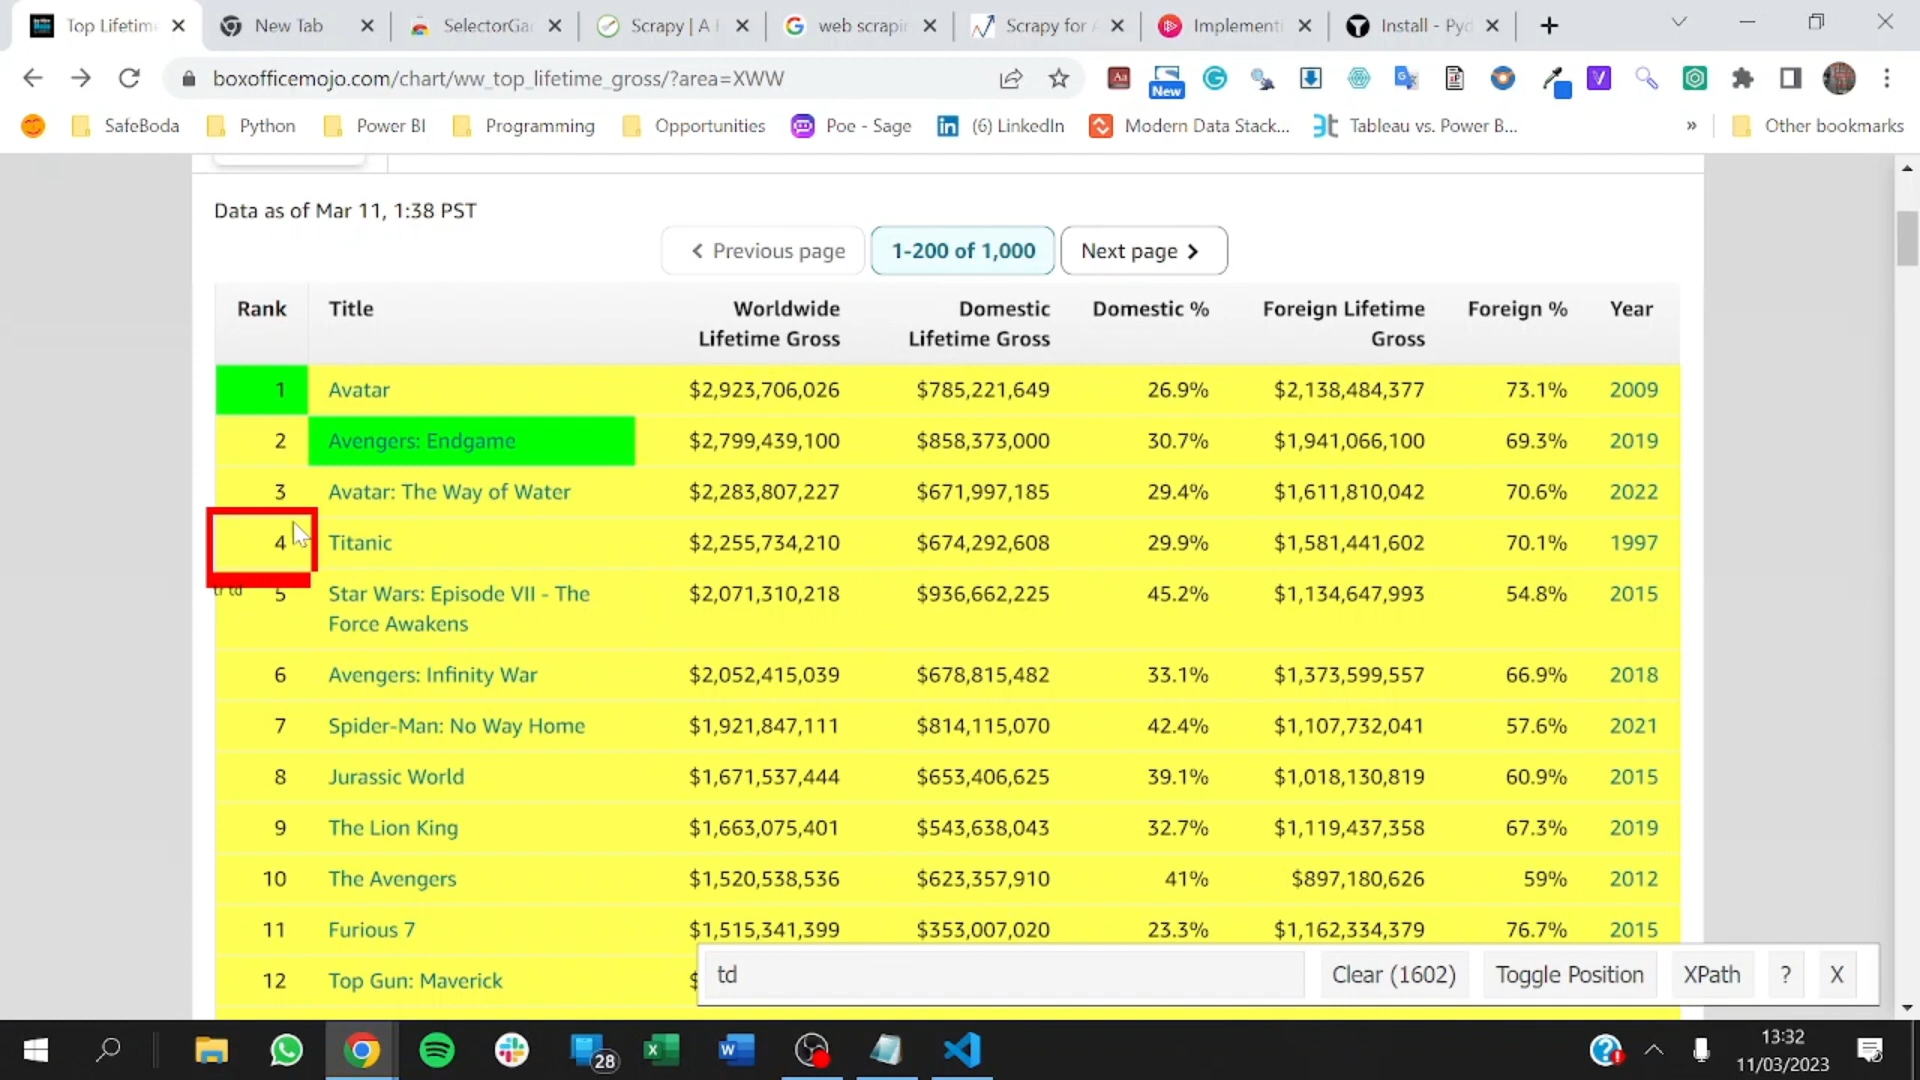 Top Lifetim
New Tab
SelectorGa
Scrapy | A
web scrapi
Scrapy for
Implementi
Install - Pyd
boxofficemojo.com/chart/ww_top_lifetime_gross/?area=XWW
New
SafeBoda
Python
Power BI
Programming
Opportunities
Poe - Sage
(6) LinkedIn
Modern Data Stack...
Tableau vs. Power B...
»
Other bookmarks
Data as of Mar 11, 1:38 PST
Previous page
1-200 of 1,000
Next page
Rank Title Worldwide Lifetime Gross Domestic Lifetime Gross Domestic % Foreign Lifetime Gross Foreign % Year
1 Avatar $2,923,706,026 $785,221,649 26.9% $2,138,484,377 73.1% 2009
2 Avengers: Endgame $2,799,439,100 $858,373,000 30.7% $1,941,066,100 69.3% 2019
3 Avatar: The Way of Water $2,283,807,227 $671,997,185 29.4% $1,611,810,042 70.6% 2022
4 Titanic $2,255,734,210 $674,292,608 29.9% $1,581,441,602 70.1% 1997
tr td
5 Star Wars: Episode VII - The Force Awakens $2,071,310,218 $936,662,225 45.2% $1,134,647,993 54.8% 2015
6 Avengers: Infinity War $2,052,415,039 $678,815,482 33.1% $1,373,599,557 66.9% 2018
7 Spider-Man: No Way Home $1,921,847,111 $814,115,070 42.4% $1,107,732,041 57.6% 2021
8 Jurassic World $1,671,537,444 $653,406,625 39.1% $1,018,130,819 60.9% 2015
9 The Lion King $1,663,075,401 $543,638,043 32.7% $1,119,437,358 67.3% 2019
10 The Avengers $1,520,538,536 $623,357,910 41% $897,180,626 59% 2012
11 Furious 7 $1,515,341,399 $353,007,020 23.3% $1,162,334,379 76.7% 2015
12 Top Gun: Maverick $
td
Clear (1602)
Toggle Position
XPath
?
X
28
13:32
11/03/2023